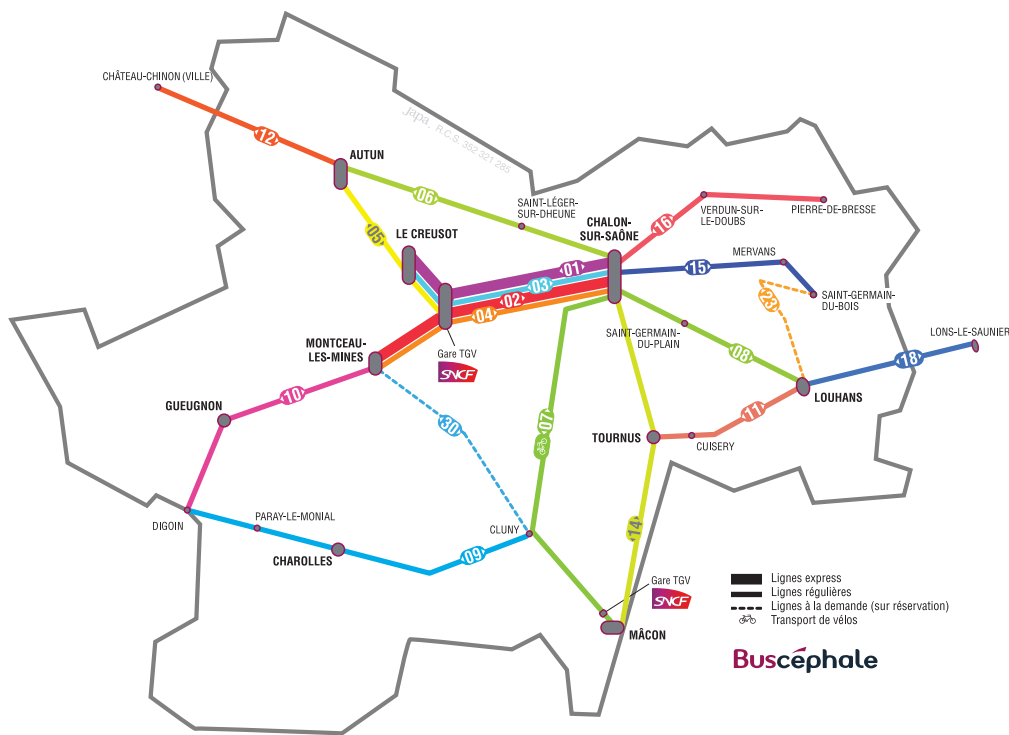 CHÂTEAU-CHINON (VILLE)
Japa. R.C.S. 352 321 285
12
AUTUN
06
SAINT-LÉGER-
SUR-DHEUNE
05
LE CREUSOT
CHALON-
SUR-SAÔNE
16
VERDUN-SUR-
LE-DOUBS
PIERRE-DE-BRESSE
01
03
02
04
15
MERVANS
23
SAINT-GERMAIN-
DU-BOIS
SAINT-GERMAIN-
DU-PLAIN
08
LONS-LE-SAUNIER
18
MONTCEAU-
LES-MINES
Gare TGV
SNCF
10
GUEUGNON
30
07
11
LOUHANS
TOURNUS
CUISERY
DIGOIN
PARAY-LE-MONIAL
CHAROLLES
09
CLUNY
14
Gare TGV
SNCF
MÂCON
Lignes express
Lignes régulières
Lignes à la demande (sur réservation)
Transport de vélos
Buscéphale